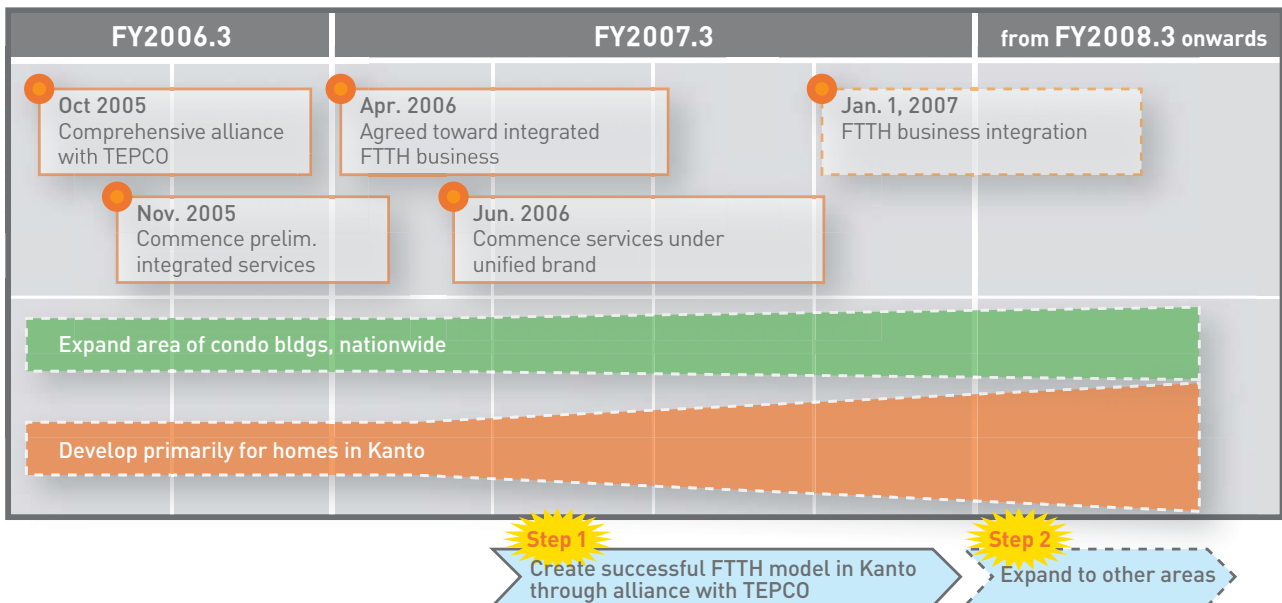 FY2006.3
FY2007.3
from FY2008.3 onwards
Oct 2005
Comprehensive alliance
with TEPCO
Apr. 2006
Agreed toward integrated
FTTH business
Jan. 1, 2007
FTTH business integration
Nov. 2005
Commence prelim.
integrated services
Jun. 2006
Commence services under
unified brand
Expand area of condo bldgs, nationwide
Develop primarily for homes in Kanto
Step 1
Create successful FTTH model in Kanto
through alliance with TEPCO
Step 2
Expand to other areas